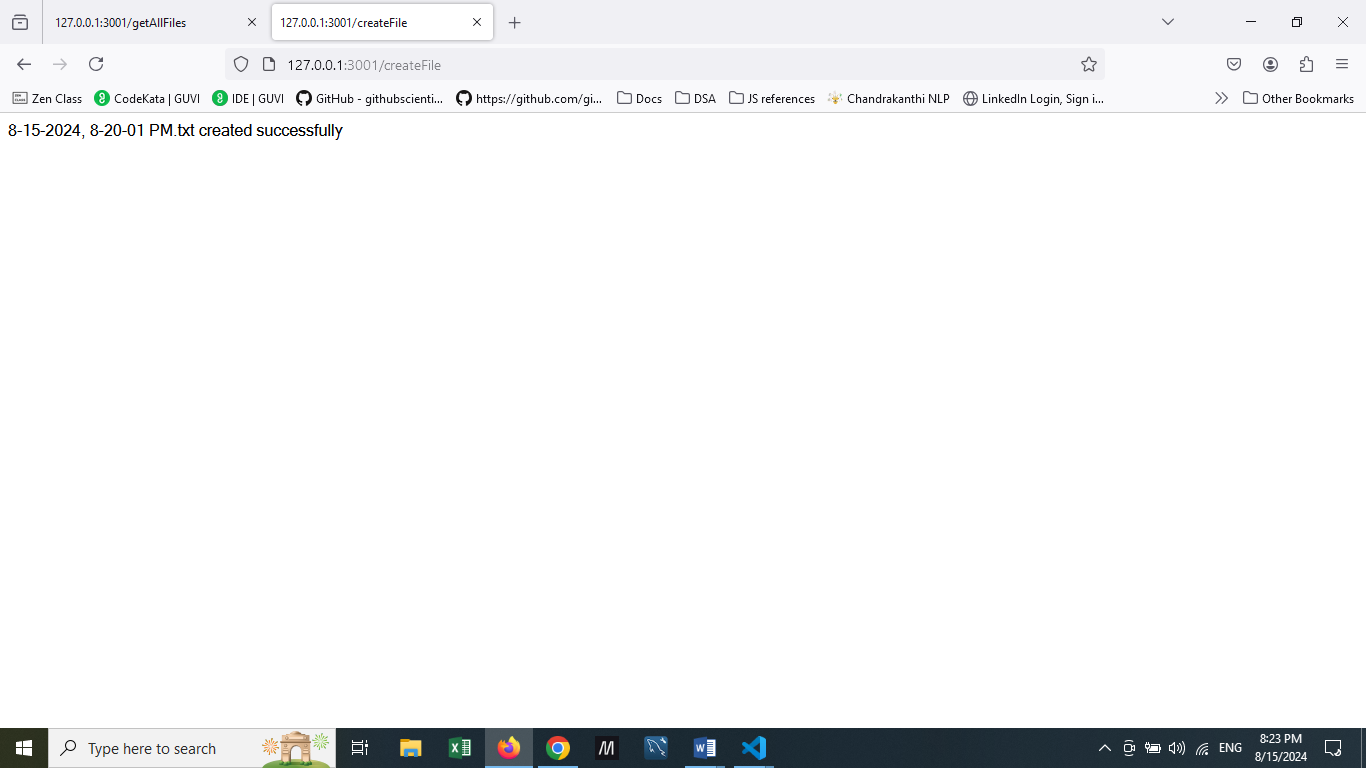 127.0.0.1:3001/getAllFiles
127.0.0.1:3001/createFile
127.0.0.1:3001/createFile
Zen Class
CodeKata | GUVI
IDE | GUVI
GitHub - githubscienti...
https://github.com/gi...
Docs
DSA
JS references
Chandrakanthi NLP
LinkedIn Login, Sign i...
Other Bookmarks
8-15-2024, 8-20-01 PM.txt created successfully
Type here to search
ENG
8:23 PM
8/15/2024